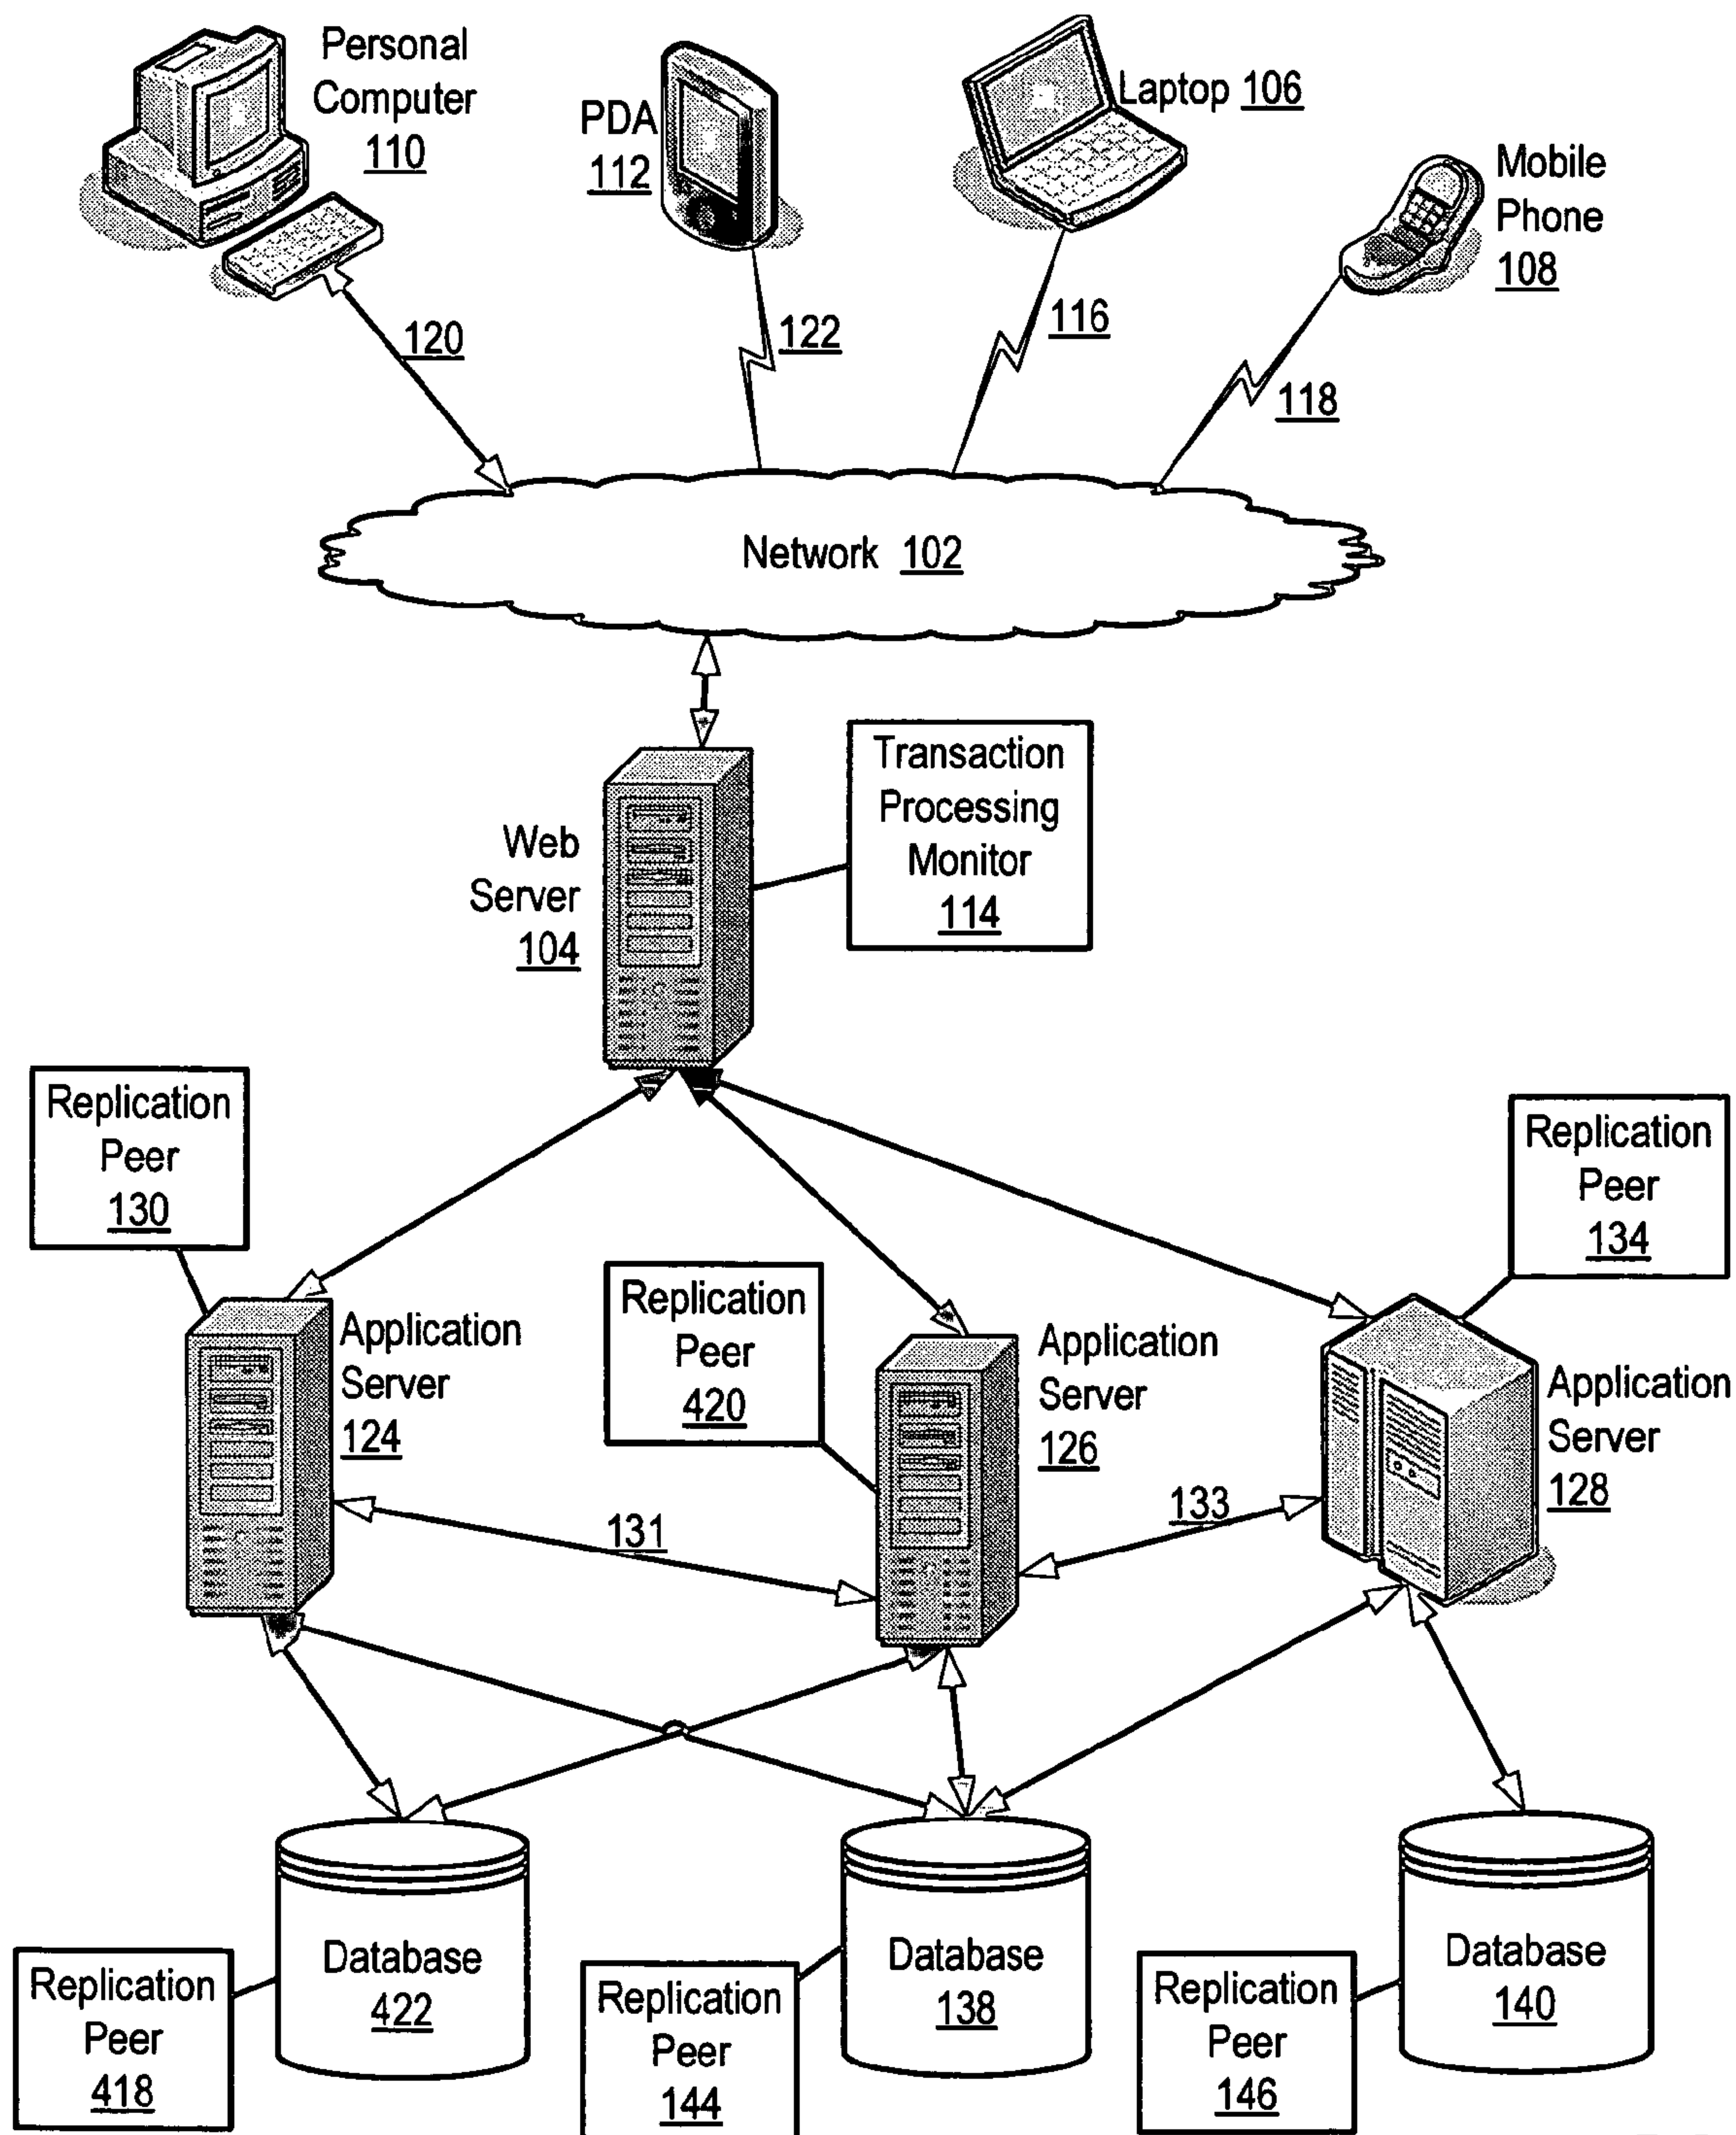 Personal
Computer
110
PDA
112
Laptop 106
Mobile
Phone
108
120
122
116
118
Network 102
Transaction
Processing
Monitor
114
Web
Server
104
Replication
Peer
130
Replication
Peer
134
Replication
Peer
420
Application
Server
124
Application
Server
126
Application
Server
128
131
133
Database
422
Database
138
Database
140
Replication
Peer
418
Replication
Peer
144
Replication
Peer
146